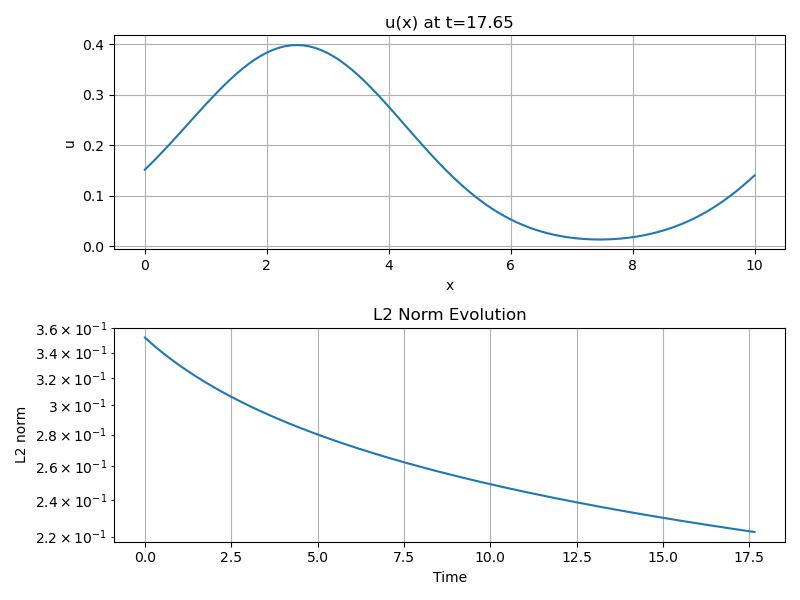 u(x) at t=17.65
0.4
0.3
0.2
0.1
0.0
u
0 2 4 6 8 10
x
L2 Norm Evolution
3.6 × 10⁻¹
3.4 × 10⁻¹
3.2 × 10⁻¹
3 × 10⁻¹
2.8 × 10⁻¹
2.6 × 10⁻¹
2.4 × 10⁻¹
2.2 × 10⁻¹
L2 norm
0.0 2.5 5.0 7.5 10.0 12.5 15.0 17.5
Time